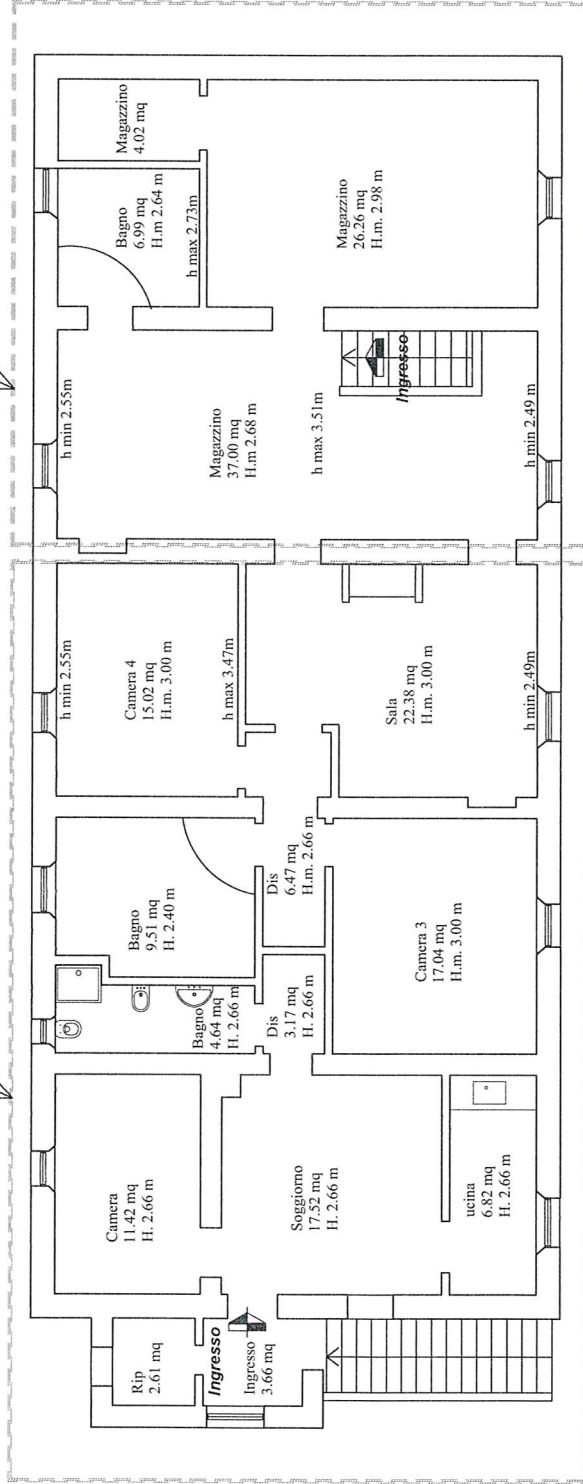 Rip
2.61 mq
Ingresso
Ingresso
3.66 mq
Camera
11.42 mq
H. 2.66 m
Soggiorno
17.52 mq
H. 2.66 m
ucina
6.82 mq
H. 2.66 m
Bagno
4.64 mq
H. 2.66 m
Dis
3.17 mq
H. 2.66 m
Bagno
9.51 mq
H. 2.40 m
Dis
6.47 mq
H.m. 2.66 m
Camera 3
17.04 mq
H.m. 3.00 m
h min 2.55m
Camera 4
15.02 mq
H.m. 3.00 m
h max 3.47m
Sala
22.38 mq
H.m. 3.00 m
h min 2.49m
h min 2.55m
Magazzino
37.00 mq
H.m 2.68 m
h max 3.51m
Ingresso
h min 2.49 m
Bagno
6.99 mq
H.m 2.64 m
h max 2.73m
Magazzino
4.02 mq
Magazzino
26.26 mq
H.m. 2.98 m